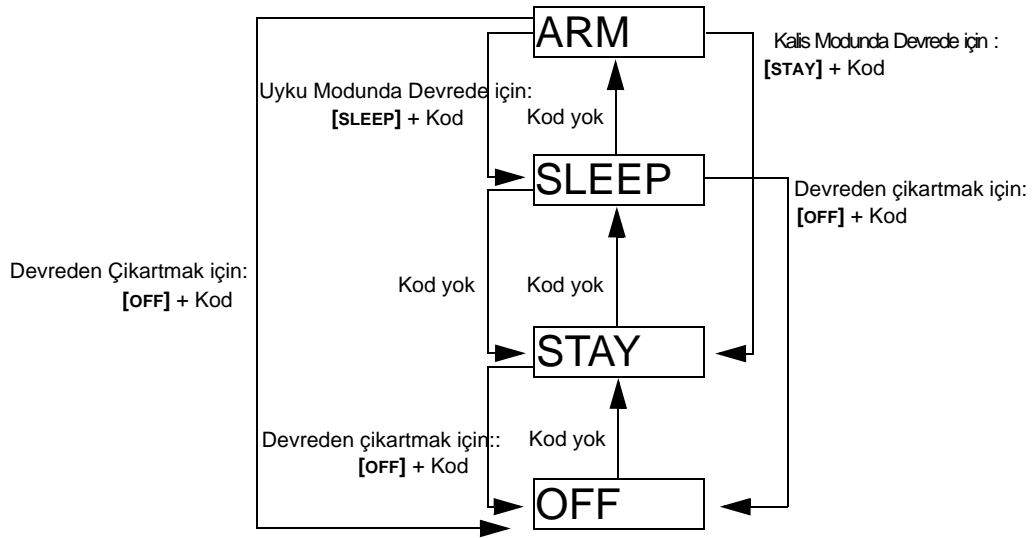 ARM
Kalis Modunda Devrede için :
[STAY] + Kod
Uyku Modunda Devrede için:
[SLEEP] + Kod
Kod yok
SLEEP
Devreden çikartmak için:
[OFF] + Kod
Devreden Çikartmak için:
[OFF] + Kod
Kod yok
Kod yok
STAY
Devreden çikartmak için::
[OFF] + Kod
Kod yok
OFF